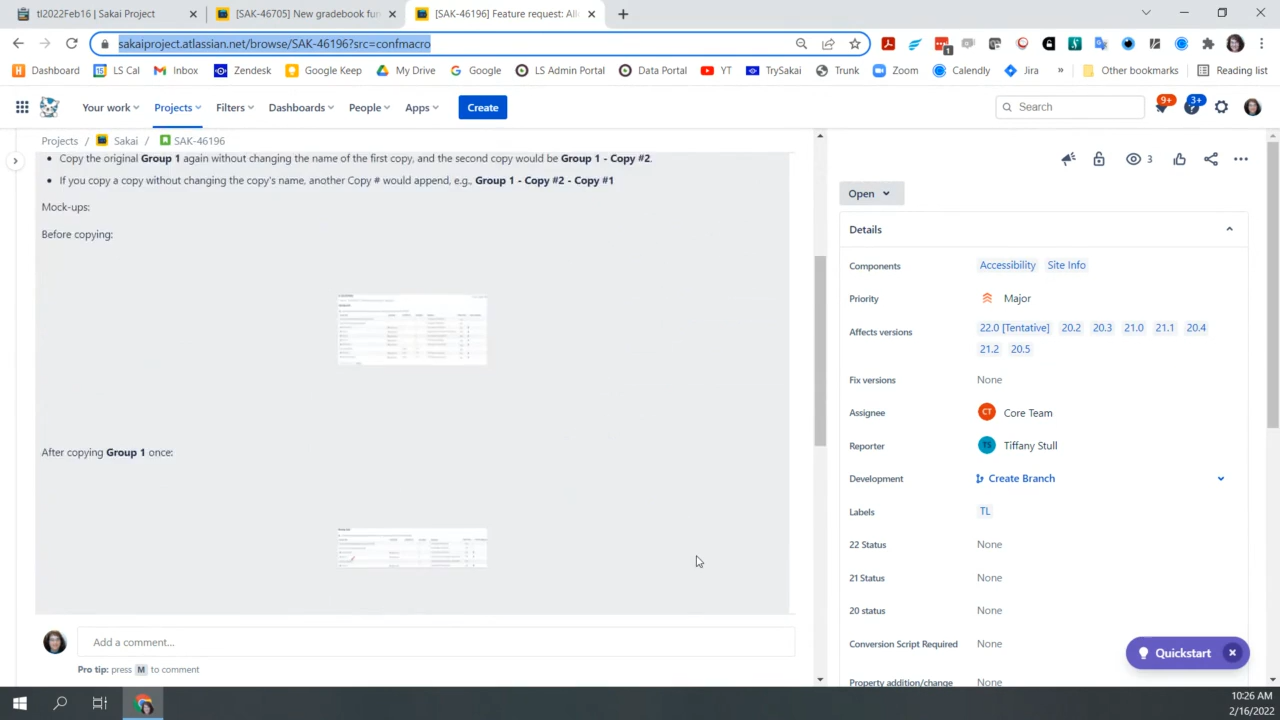 tl2022Feb16 | Sakai Project
[SAK-46705] New gradebook fun
[SAK-46196] Feature request: All
sakaiproject.atlassian.net/browse/SAK-46196?src=confmacro
1
Dashboard
LS Cal
Inbox
Zendesk
Google Keep
My Drive
Google
LS Admin Portal
Data Portal
YT
TrySakai
Trunk
Zoom
Calendly
Jira
»
Other bookmarks
Reading list
Your work
Projects
Filters
Dashboards
People
Apps
Create
Search
9+
3+
Projects / Sakai / SAK-46196
3
Copy the original Group 1 again without changing the name of the first copy, and the second copy would be Group 1 - Copy #2.
If you copy a copy without changing the copy's name, another Copy # would append, e.g., Group 1 - Copy #2 - Copy #1
Mock-ups:
Before copying:
After copying Group 1 once:
Add a comment...
Pro tip: press M to comment
Open
Details
Components
Accessibility Site Info
Priority
Major
Affects versions
22.0 [Tentative] 20.2 20.3 21.0 21.1 20.4
21.2 20.5
Fix versions
None
Assignee
CT Core Team
Reporter
TS Tiffany Stull
Development
Create Branch
Labels
TL
22 Status
None
21 Status
None
20 status
None
Conversion Script Required
None
Property addition/change
None
Quickstart
10:26 AM
2/16/2022